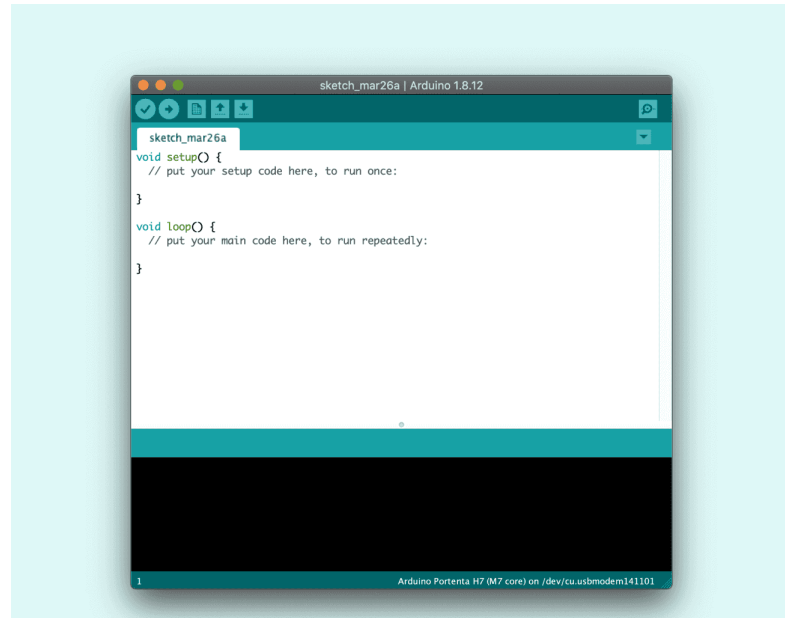 sketch_mar26a | Arduino 1.8.12
sketch_mar26a
void setup() {
  // put your setup code here, to run once:
}
void loop() {
  // put your main code here, to run repeatedly:
}
1
Arduino Portenta H7 (M7 core) on /dev/cu.usbmodem141101